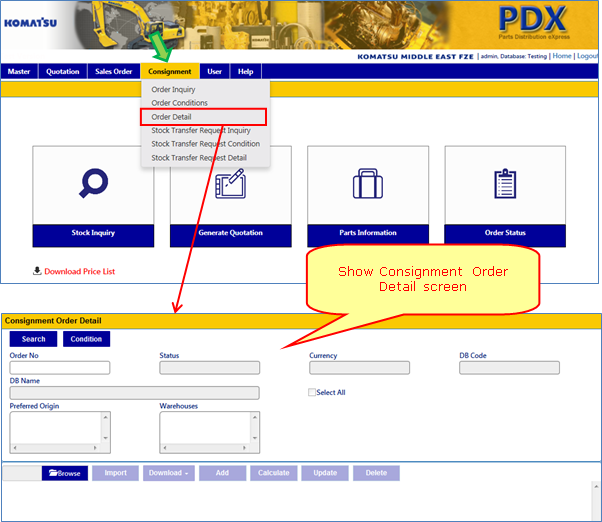 KOMATSU
PDX
Parts Distribution eXpress
KOMATSU MIDDLE EAST FZE | admin, Database: Testing | Home | Logout
Master Quotation Sales Order Consignment User Help
Order Inquiry
Order Conditions
Order Detail
Stock Transfer Request Inquiry
Stock Transfer Request Condition
Stock Transfer Request Detail
Stock Inquiry Generate Quotation Parts Information Order Status
Download Price List
Show Consignment Order
Detail screen
Consignment Order Detail
Search Condition
Order No Status Currency DB Code
DB Name
Select All
Preferred Origin Warehouses
Browse Import Download Add Calculate Update Delete